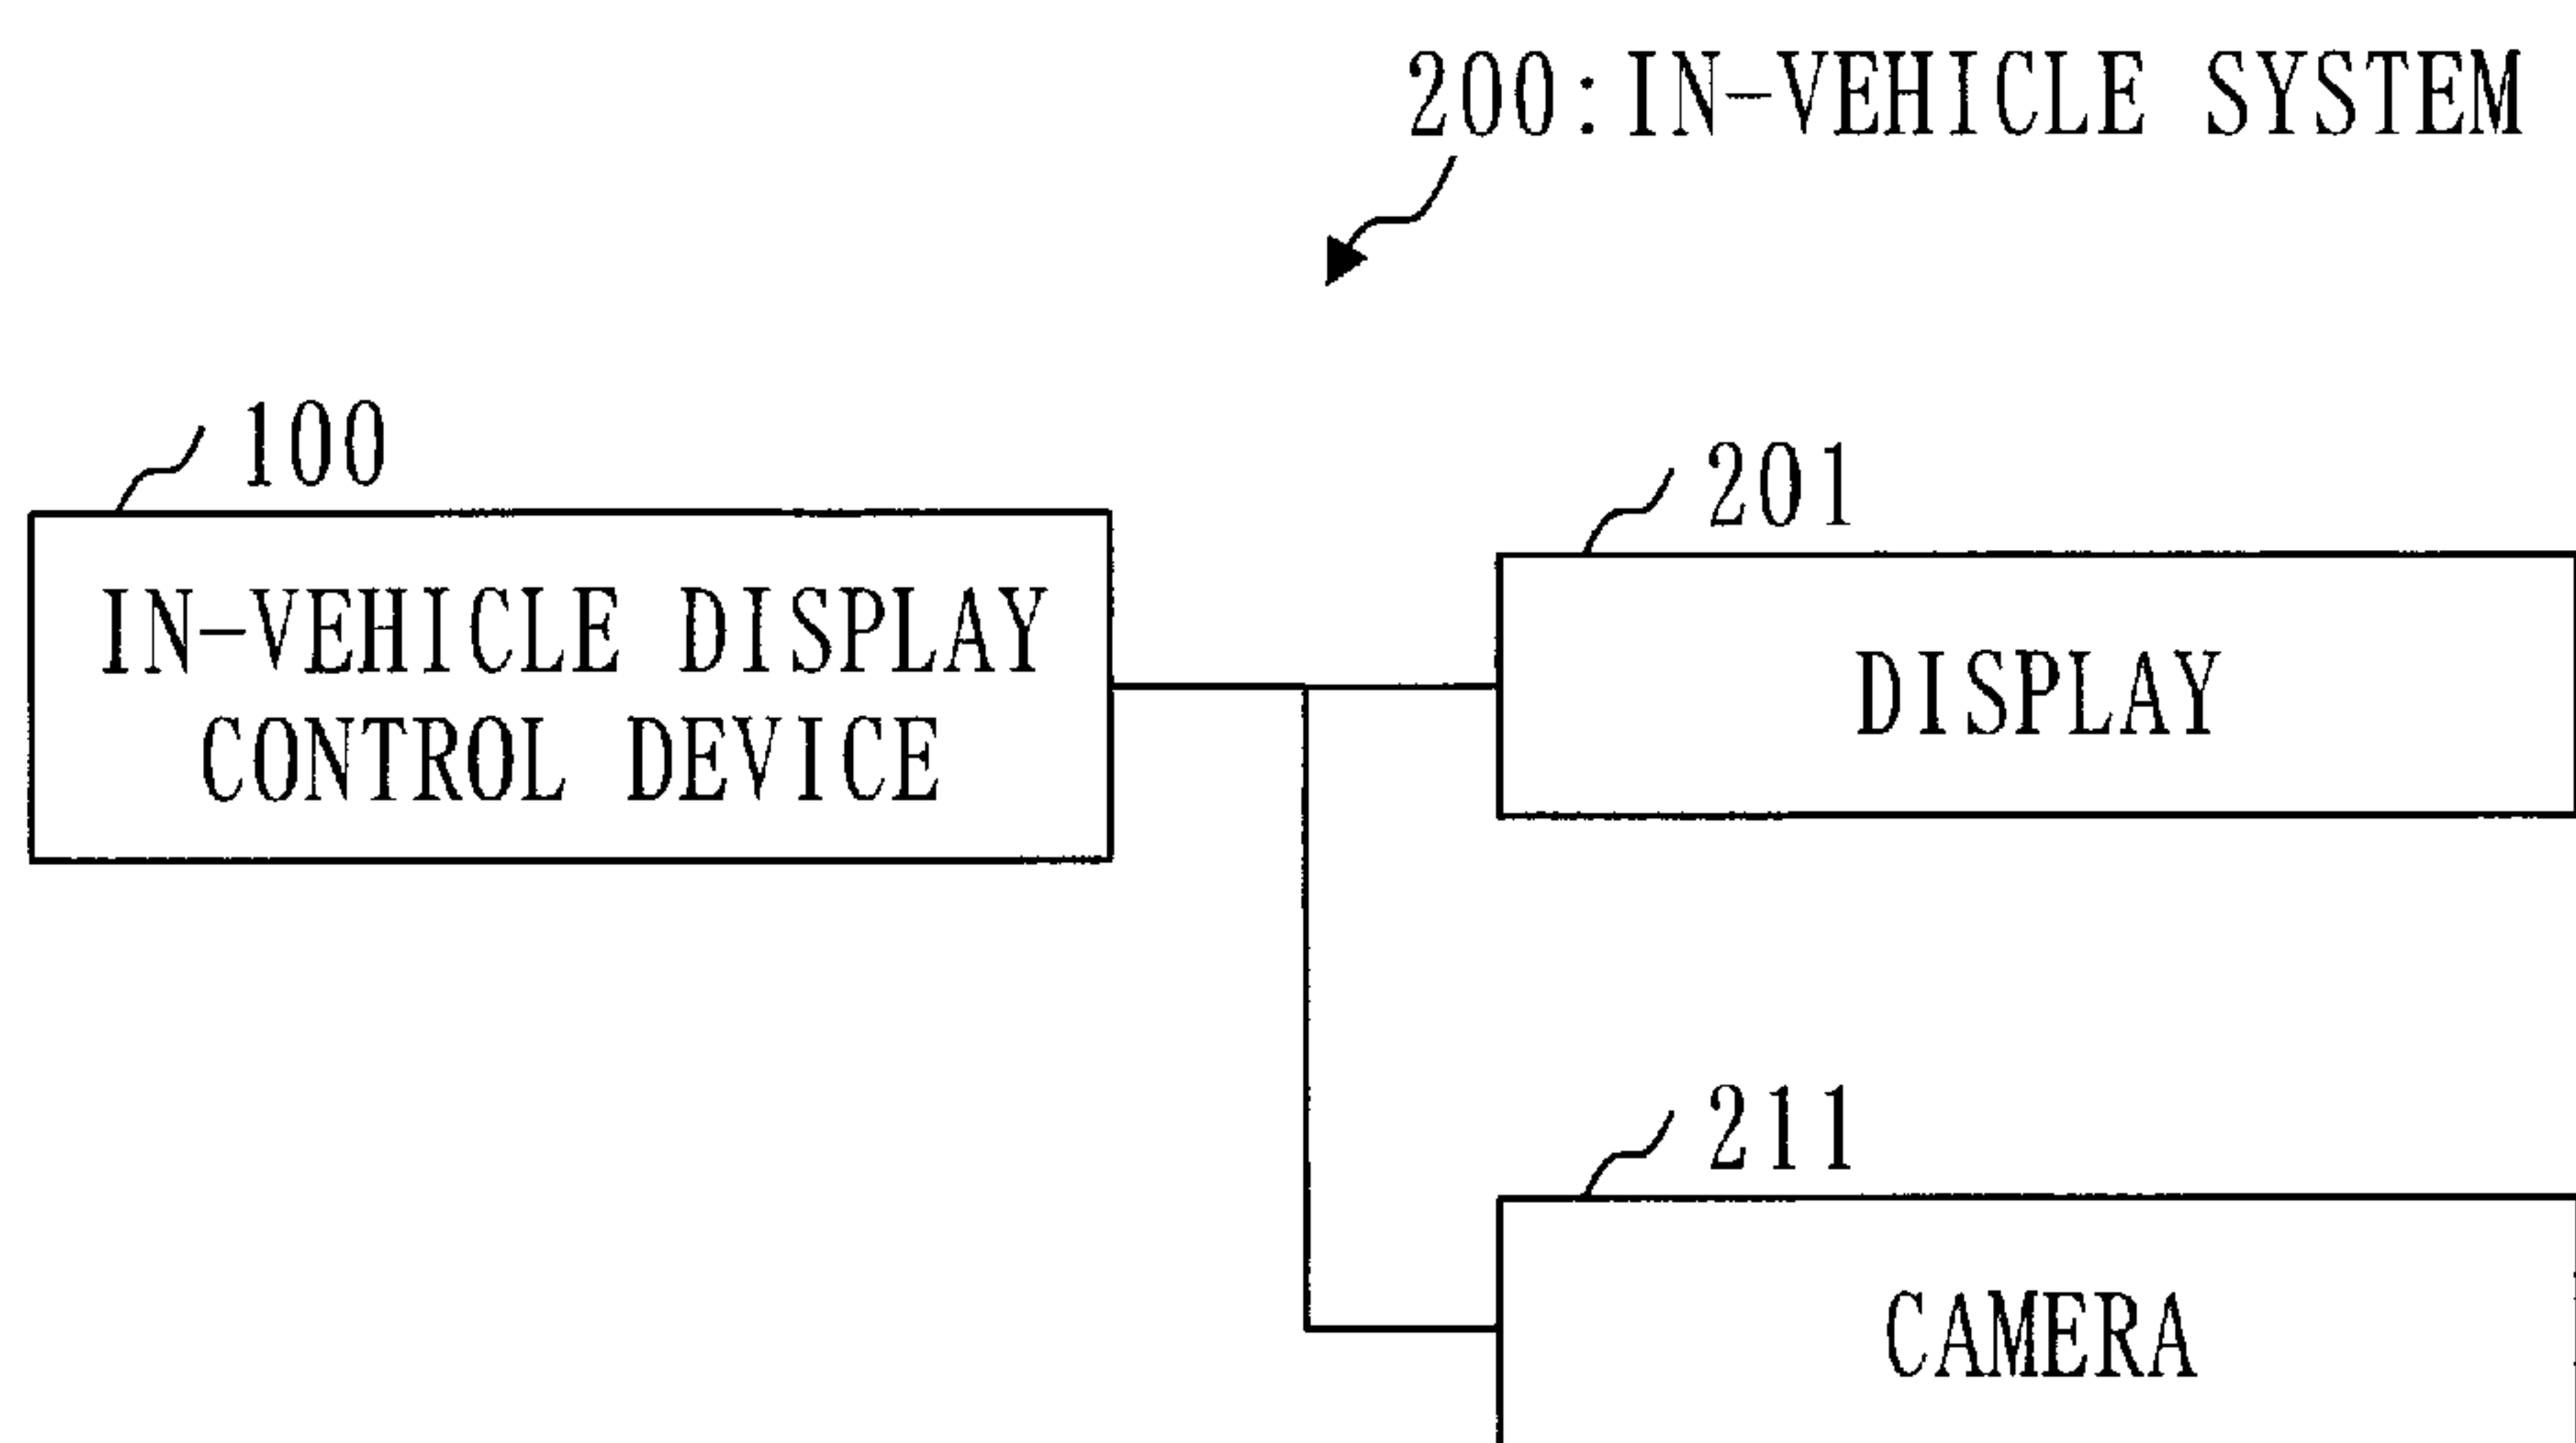 200:IN-VEHICLE SYSTEM
100
IN-VEHICLE DISPLAY
CONTROL DEVICE
201
DISPLAY
211
CAMERA